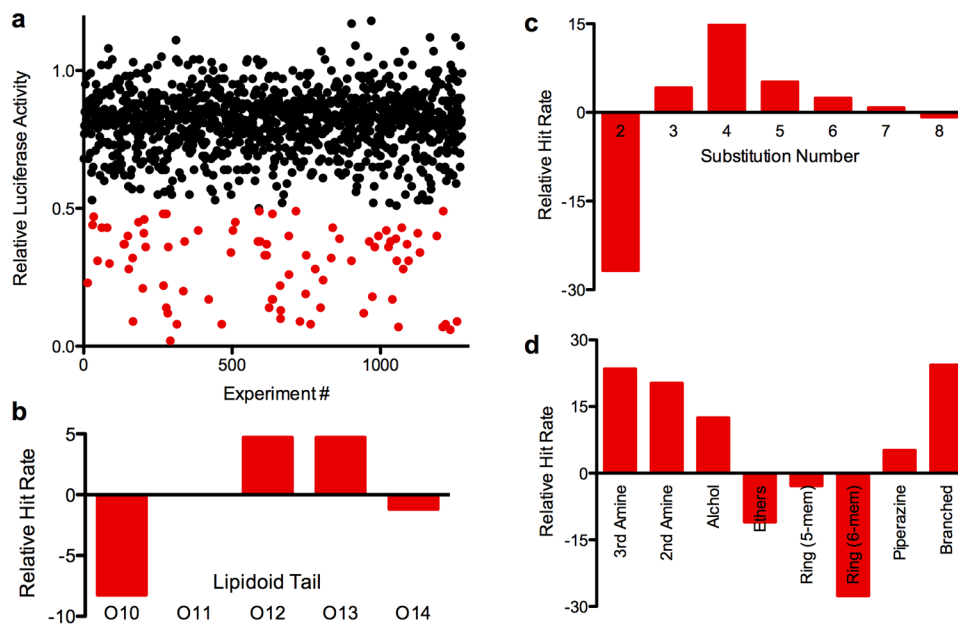 a
Relative Luciferase Activity
1.0
0.5
0.0
0
500
1000
Experiment #
b
Relative Hit Rate
5
0
-5
-10
Lipidoid Tail
O10
O11
O12
O13
O14
c
Relative Hit Rate
15
0
-15
-30
2
3
4
5
6
7
8
Substitution Number
d
Relative Hit Rate
30
15
0
-15
-30
3rd Amine
2nd Amine
Alchol
Ethers
Ring (5-mem)
Ring (6-mem)
Piperazine
Branched